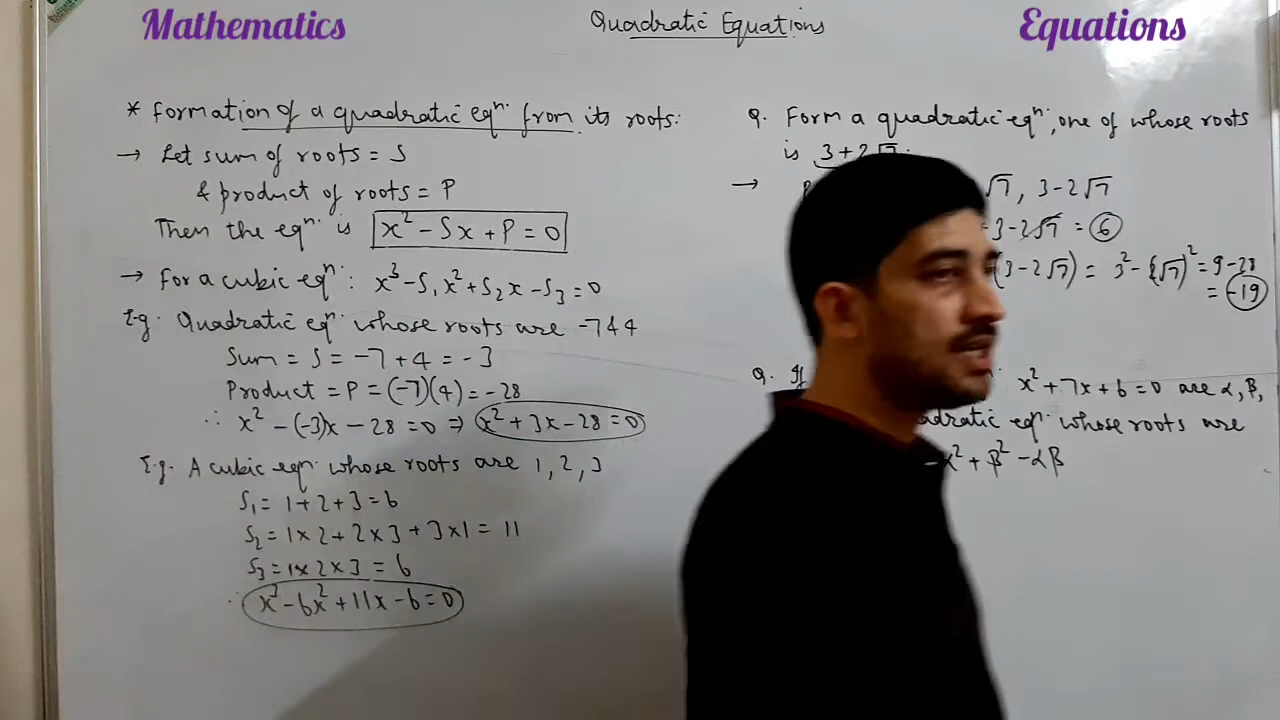 Mathematics
Quadratic Equations
Equations
* Formation of a quadratic eqⁿ. from its roots:
→ Let sum of roots = S
& product of roots = P
Then the eqⁿ. is x² - Sx + P = 0
→ For a cubic eqⁿ: x³ - S₁x² + S₂x - S₃ = 0
E.g. Quadratic eqⁿ. whose roots are -7 & 4
Sum = S = -7 + 4 = -3
Product = P = (-7)(4) = -28
∴ x² - (-3)x - 28 = 0 ⇒ x² + 3x - 28 = 0
E.g. A cubic eqⁿ. whose roots are 1, 2, 3
S₁ = 1 + 2 + 3 = 6
S₂ = 1 × 2 + 2 × 3 + 3 × 1 = 11
S₃ = 1 × 2 × 3 = 6
∴ x³ - 6x² + 11x - 6 = 0
Q. Form a quadratic eqⁿ, one of whose roots
is 3 + 2√7.
→ √7, 3 - 2√7
3 - 2√7 = 6
(3 - 2√7) = 3² - (2√7)² = 9 - 28
= -19
Q. If x² + 7x + 6 = 0 are α, β,
eqⁿ. whose roots are
α² + β² - αβ